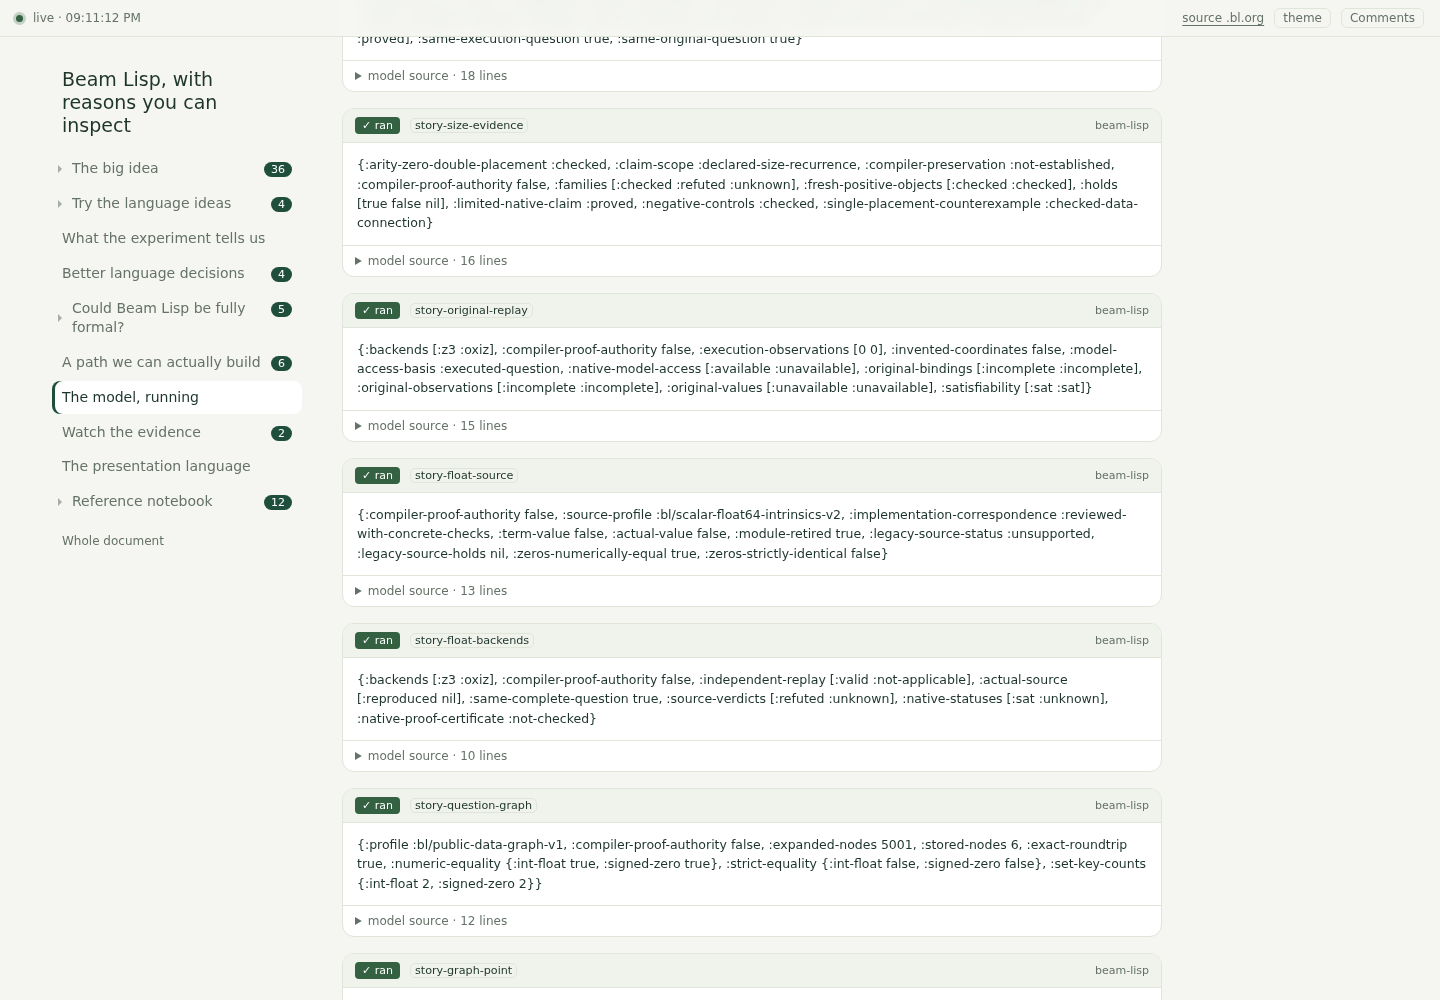 live · 09:11:12 PM
source .bl.org
theme
Comments
Beam Lisp, with
reasons you can
inspect
The big idea
36
Try the language ideas
4
What the experiment tells us
Better language decisions
4
Could Beam Lisp be fully
formal?
5
A path we can actually build
6
The model, running
Watch the evidence
2
The presentation language
Reference notebook
12
Whole document
:proved], :same-execution-question true, :same-original-question true}
model source · 18 lines
✓ ran
story-size-evidence
beam-lisp
{:arity-zero-double-placement :checked, :claim-scope :declared-size-recurrence, :compiler-preservation :not-established,
:compiler-proof-authority false, :families [:checked :refuted :unknown], :fresh-positive-objects [:checked :checked], :holds
[true false nil], :limited-native-claim :proved, :negative-controls :checked, :single-placement-counterexample :checked-data-
connection}
model source · 16 lines
✓ ran
story-original-replay
beam-lisp
{:backends [:z3 :oxiz], :compiler-proof-authority false, :execution-observations [0 0], :invented-coordinates false, :model-
access-basis :executed-question, :native-model-access [:available :unavailable], :original-bindings [:incomplete :incomplete],
:original-observations [:incomplete :incomplete], :original-values [:unavailable :unavailable], :satisfiability [:sat :sat]}
model source · 15 lines
✓ ran
story-float-source
beam-lisp
{:compiler-proof-authority false, :source-profile :bl/scalar-float64-intrinsics-v2, :implementation-correspondence :reviewed-
with-concrete-checks, :term-value false, :actual-value false, :module-retired true, :legacy-source-status :unsupported,
:legacy-source-holds nil, :zeros-numerically-equal true, :zeros-strictly-identical false}
model source · 13 lines
✓ ran
story-float-backends
beam-lisp
{:backends [:z3 :oxiz], :compiler-proof-authority false, :independent-replay [:valid :not-applicable], :actual-source
[:reproduced nil], :same-complete-question true, :source-verdicts [:refuted :unknown], :native-statuses [:sat :unknown],
:native-proof-certificate :not-checked}
model source · 10 lines
✓ ran
story-question-graph
beam-lisp
{:profile :bl/public-data-graph-v1, :compiler-proof-authority false, :expanded-nodes 5001, :stored-nodes 6, :exact-roundtrip
true, :numeric-equality {:int-float true, :signed-zero true}, :strict-equality {:int-float false, :signed-zero false}, :set-key-counts
{:int-float 2, :signed-zero 2}}
model source · 12 lines
✓ ran
story-graph-point
beam-lisp